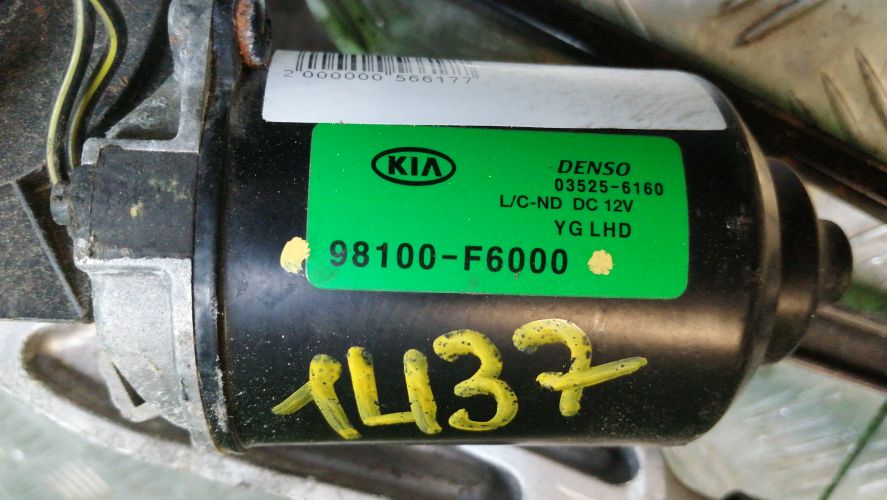 2 000000 566177
KIA
DENSO
03525-6160
L/C-ND DC 12V
YG LHD
98100-F6000
1437